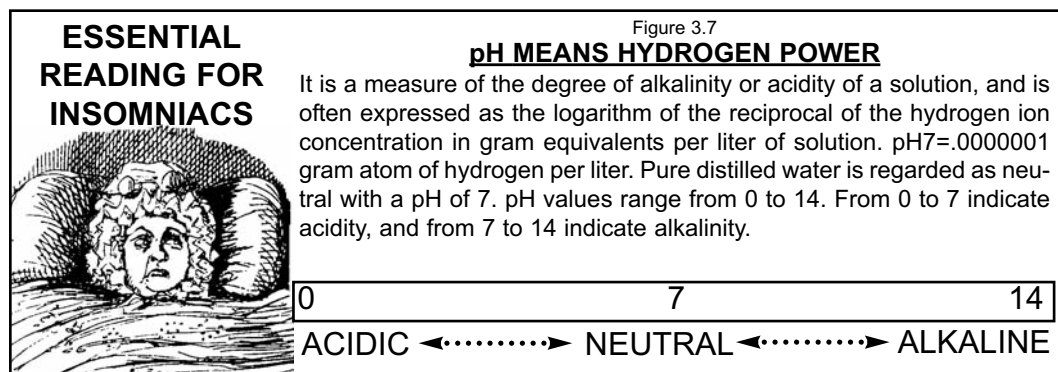 ESSENTIAL
READING FOR
INSOMNIACS
Figure 3.7
pH MEANS HYDROGEN POWER
It is a measure of the degree of alkalinity or acidity of a solution, and is
often expressed as the logarithm of the reciprocal of the hydrogen ion
concentration in gram equivalents per liter of solution. pH7=.0000001
gram atom of hydrogen per liter. Pure distilled water is regarded as neu-
tral with a pH of 7. pH values range from 0 to 14. From 0 to 7 indicate
acidity, and from 7 to 14 indicate alkalinity.
0 7 14
ACIDIC NEUTRAL ALKALINE